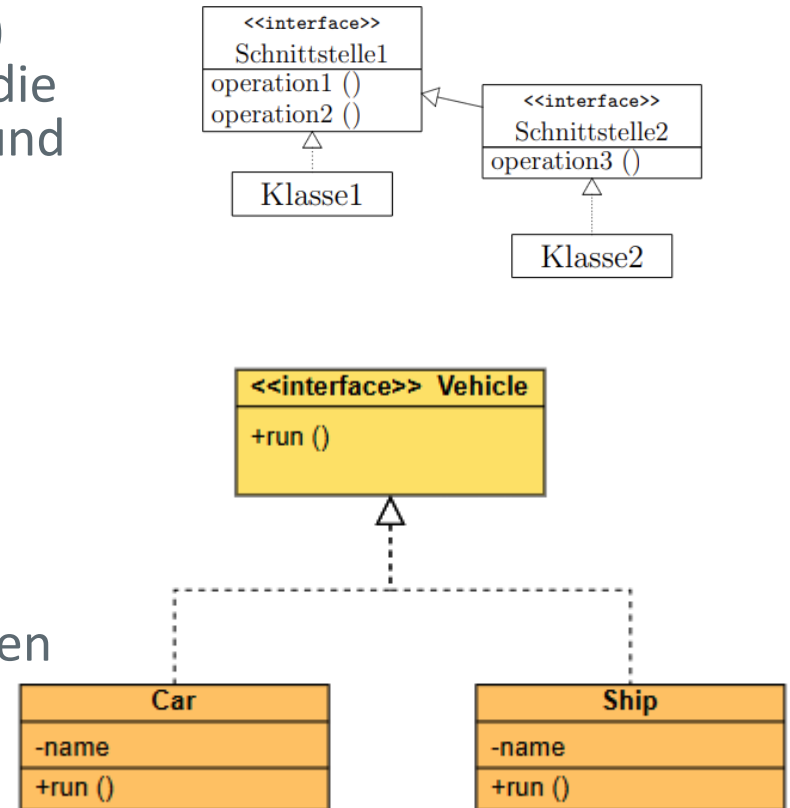 )
die
und
<<interface>>
Schnittstelle1
operation1 ()
operation2 ()
<<interface>>
Schnittstelle2
operation3 ()
Klasse1
Klasse2
<<interface>> Vehicle
+run ()
en
Car
-name
+run ()
Ship
-name
+run ()